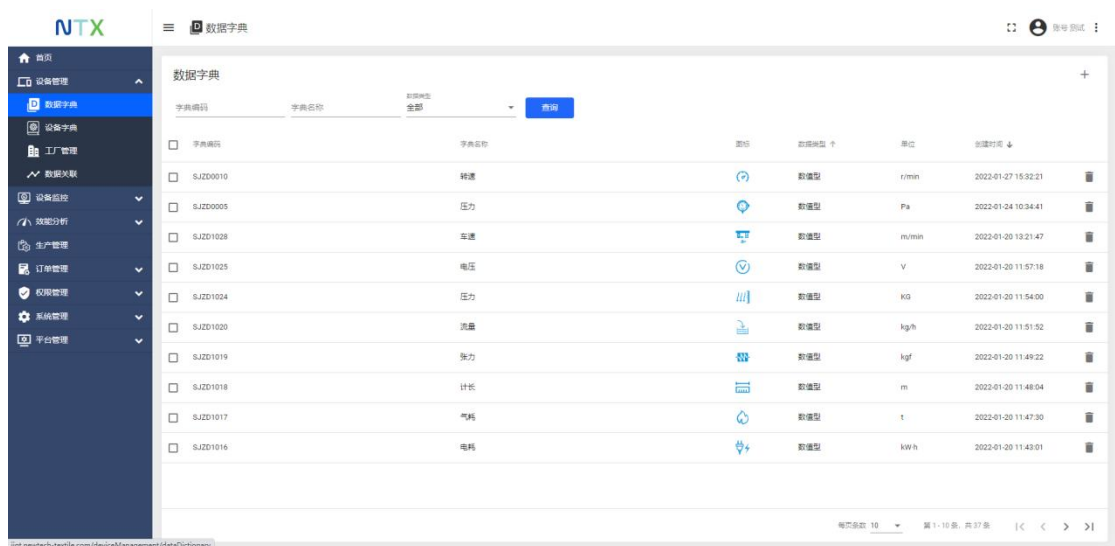 NTX
数据字典
账号 测试
首页
设备管理
数据字典
设备字典
工厂管理
数据关联
设备监控
效能分析
生产管理
订单管理
权限管理
系统管理
平台管理
数据字典
字典编码 字典名称 数据类型 全部 查询
字典编码 字典名称 图标 数据类型 单位 创建时间
SJZD0010 转速 数值型 r/min 2022-01-27 15:32:21
SJZD0005 压力 数值型 Pa 2022-01-24 10:34:41
SJZD1028 车速 数值型 m/min 2022-01-20 13:21:47
SJZD1025 电压 数值型 V 2022-01-20 11:57:18
SJZD1024 压力 数值型 KG 2022-01-20 11:54:00
SJZD1020 流量 数值型 kg/h 2022-01-20 11:51:52
SJZD1019 张力 数值型 kgf 2022-01-20 11:49:22
SJZD1018 计长 数值型 m 2022-01-20 11:48:04
SJZD1017 气耗 数值型 t 2022-01-20 11:47:30
SJZD1016 电耗 数值型 kW·h 2022-01-20 11:43:01
每页条数 10 第 1 - 10 条, 共 37 条
iiot.newtech-textile.com/deviceManagement/dataDictionary